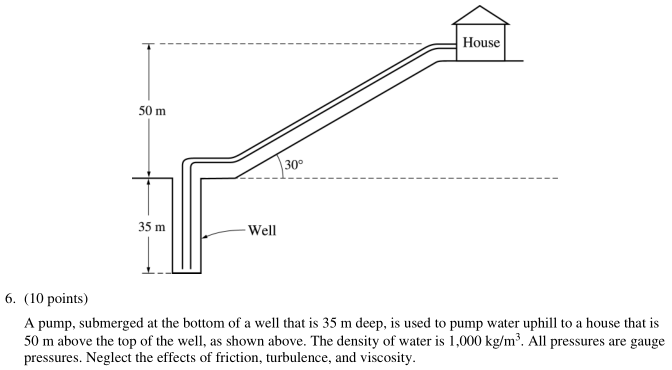 House
50 m
30°
35 m
Well
6. (10 points)
A pump, submerged at the bottom of a well that is 35 m deep, is used to pump water uphill to a house that is
50 m above the top of the well, as shown above. The density of water is 1,000 kg/m³. All pressures are gauge
pressures. Neglect the effects of friction, turbulence, and viscosity.